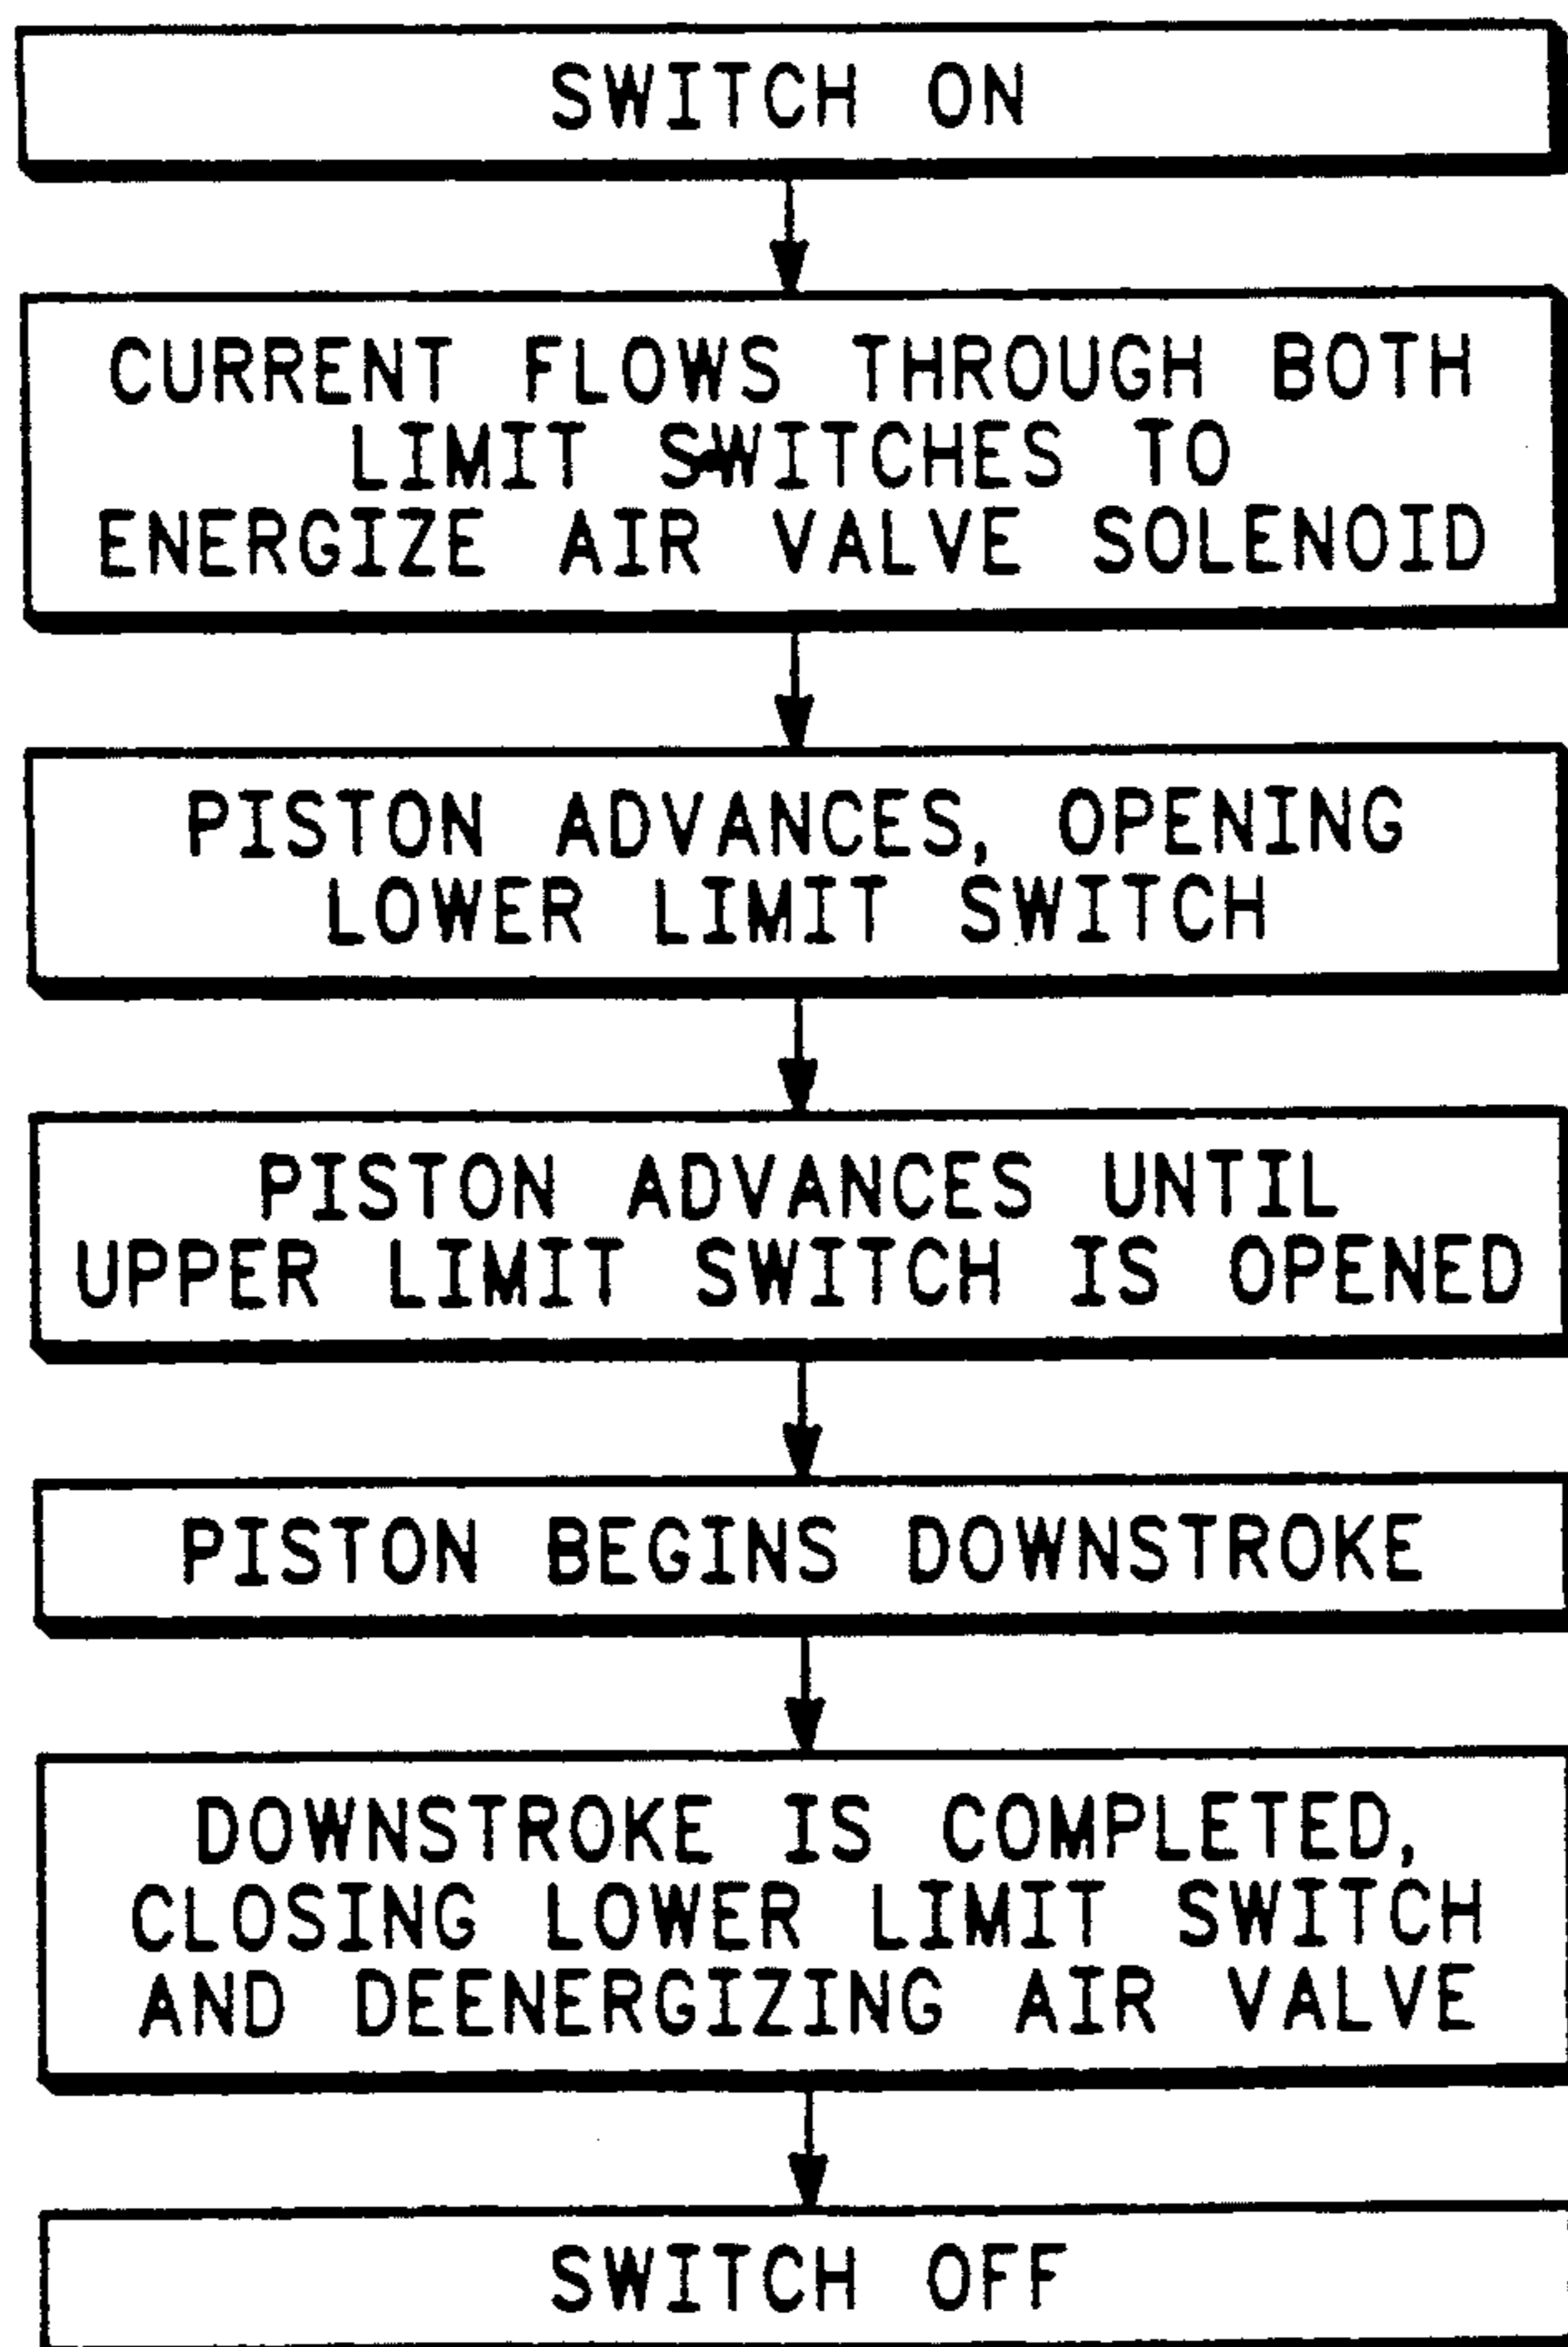 SWITCH ON
CURRENT FLOWS THROUGH BOTH
LIMIT SWITCHES TO
ENERGIZE AIR VALVE SOLENOID
PISTON ADVANCES, OPENING
LOWER LIMIT SWITCH
PISTON ADVANCES UNTIL
UPPER LIMIT SWITCH IS OPENED
PISTON BEGINS DOWNSTROKE
DOWNSTROKE IS COMPLETED,
CLOSING LOWER LIMIT SWITCH
AND DEENERGIZING AIR VALVE
SWITCH OFF